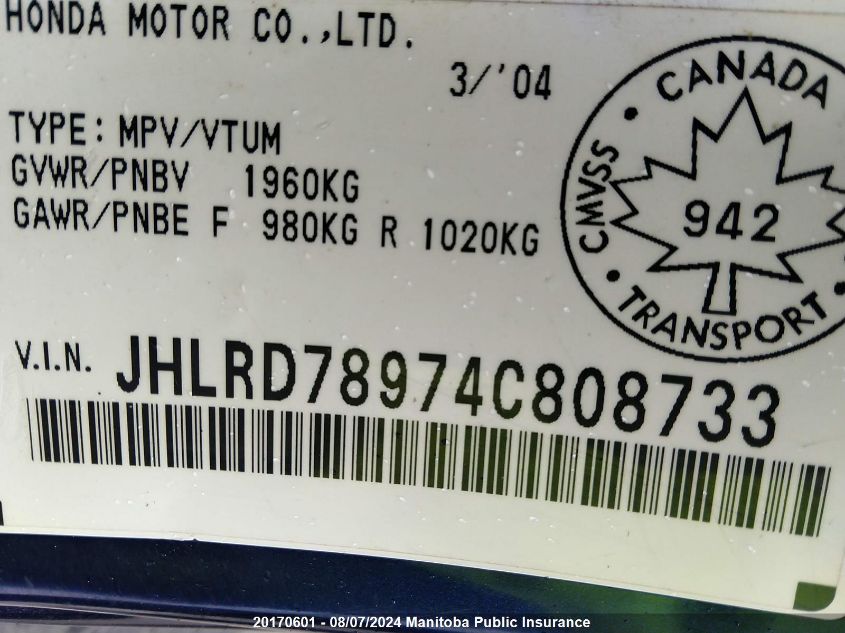 HONDA MOTOR CO.,LTD.
3/'04
TYPE: MPV/VTUM
GVWR/PNBV 1960KG
GAWR/PNBE F 980KG R 1020KG
CANADA
CMVSS
942
TRANSPORT
V.I.N. JHLRD78974C808733
20170601 - 08/07/2024 Manitoba Public Insurance